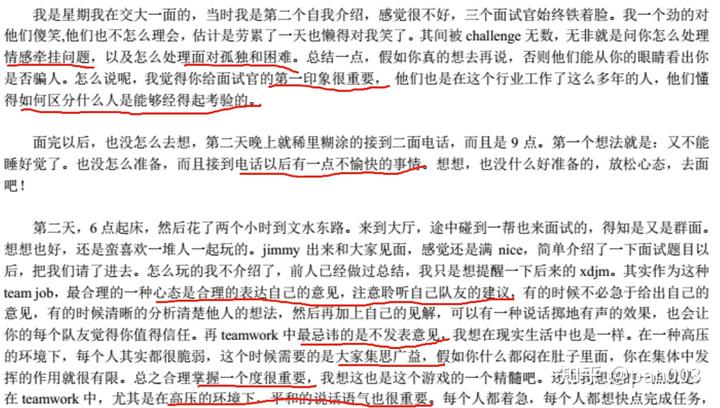 我是星期我在交大一面的，当时我是第二个自我介绍，感觉很不好，三个面试官始终铁着脸。我一个劲的对
他们傻笑,他们也不怎么理会，估计是劳累了一天也懒得对我笑了。其间被 challenge 无数，无非就是问你怎么处理
情感牵挂问题，以及怎么处理面对孤独和困难。总结一点，假如你真的想去再说，否则他们能从你的眼睛看出你
是否骗人。怎么说呢，我觉得你给面试官的第一印象很重要， 他们也是在这个行业工作了这么多年的人，他们懂
得如何区分什么人是能够经得起考验的。
面完以后，也没怎么去想，第二天晚上就稀里糊涂的接到二面电话，而且是 9 点。第一个想法就是：又不能
睡好觉了。也没怎么准备，而且接到电话以后有一点不愉快的事情。想想，也没什么好准备的，放松心态，去面
吧！
第二天，6 点起床，然后花了两个小时到文水东路。来到大厅，途中碰到一帮也来面试的，得知是又是群面。
想想也好，还是蛮喜欢一堆人一起玩的。jimmy 出来和大家见面，感觉还是满 nice，简单介绍了一下面试题目以
后，把我们请了进去。怎么玩的我不介绍了，前人已经做过总结，我只是想提醒一下后来的 xdjm。其实作为这种
team job，最合理的一种心态是合理的表达自己的意见，注意聆听自己队友的建议，有的时候不必急于给出自己的
意见，有的时候清晰的分析清楚他人的想法，然后再加上自己的见解，可以有一种说话掷地有声的效果，也会让
你的每个队友觉得你值得信任。再 teamwork 中最忌讳的是不发表意见，我想在现实生活中也是一样。在一种高压
的环境下，每个人其实都很脆弱，这个时候需要的是大家集思广益，假如你什么都闷在肚子里面，你在集体中发
挥的作用就很有限。总之合理掌握一个度很重要，我想这也是这个游戏的一个精髓吧。还
在 teamwork 中，尤其是在高压的环境下，平和的说话语气也很重要。每个人都着急，每个人都想快点完成任务，
知乎 @pan003